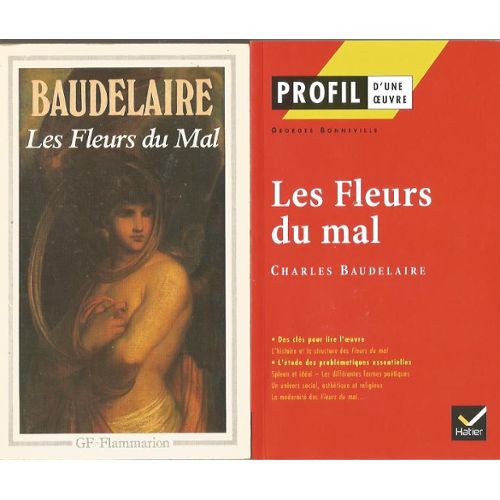 BAUDELAIRE
Les Fleurs du Mal
GF-Flammarion
PROFIL
D'UNE
ŒUVRE
GEORGES BONNEVILLE
Les Fleurs
du mal
CHARLES BAUDELAIRE
• Des clés pour lire l'œuvre
L'histoire et la structure des Fleurs du mal
• L'étude des problématiques essentielles
Spleen et idéal – Les différentes formes poétiques
Un univers social, esthétique et religieux
La modernité des Fleurs du mal...
Hatier